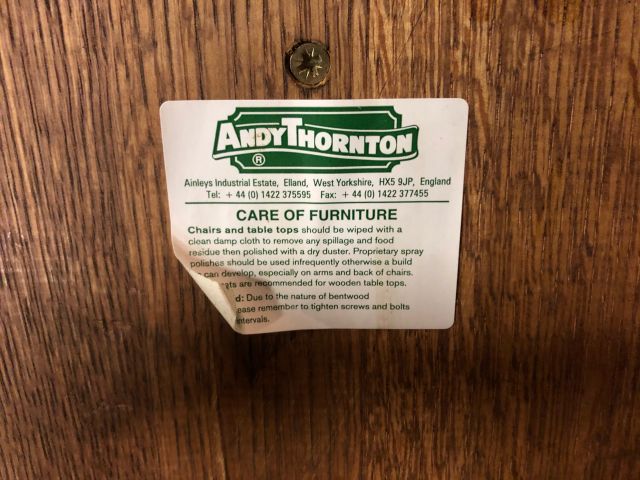 ANDY THORNTON
®
Ainleys Industrial Estate, Elland, West Yorkshire, HX5 9JP, England
Tel: + 44 (0) 1422 375595 Fax: + 44 (0) 1422 377455
CARE OF FURNITURE
Chairs and table tops should be wiped with a
clean damp cloth to remove any spillage and food
residue then polished with a dry duster. Proprietary spray
polishes should be used infrequently otherwise a build
can develop, especially on arms and back of chairs.
are recommended for wooden table tops.
Due to the nature of bentwood
remember to tighten screws and bolts
intervals.